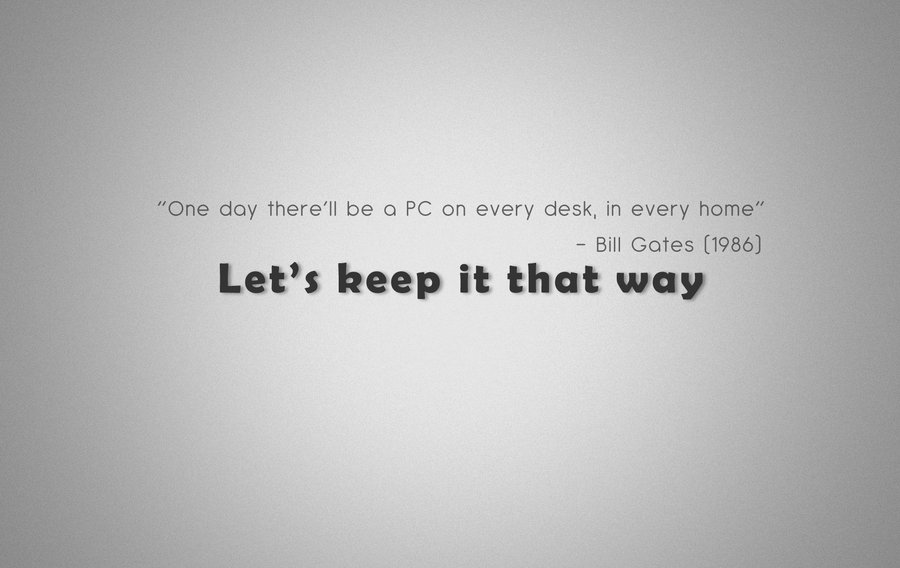 "One day there'll be a PC on every desk, in every home"
- Bill Gates (1986)
Let's keep it that way